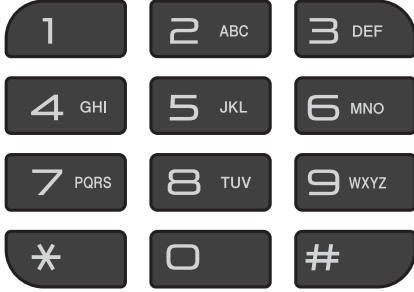 1 2 ABC 3 DEF
4 GHI 5 JKL 6 MNO
7 PQRS 8 TUV 9 WXYZ
* 0 #